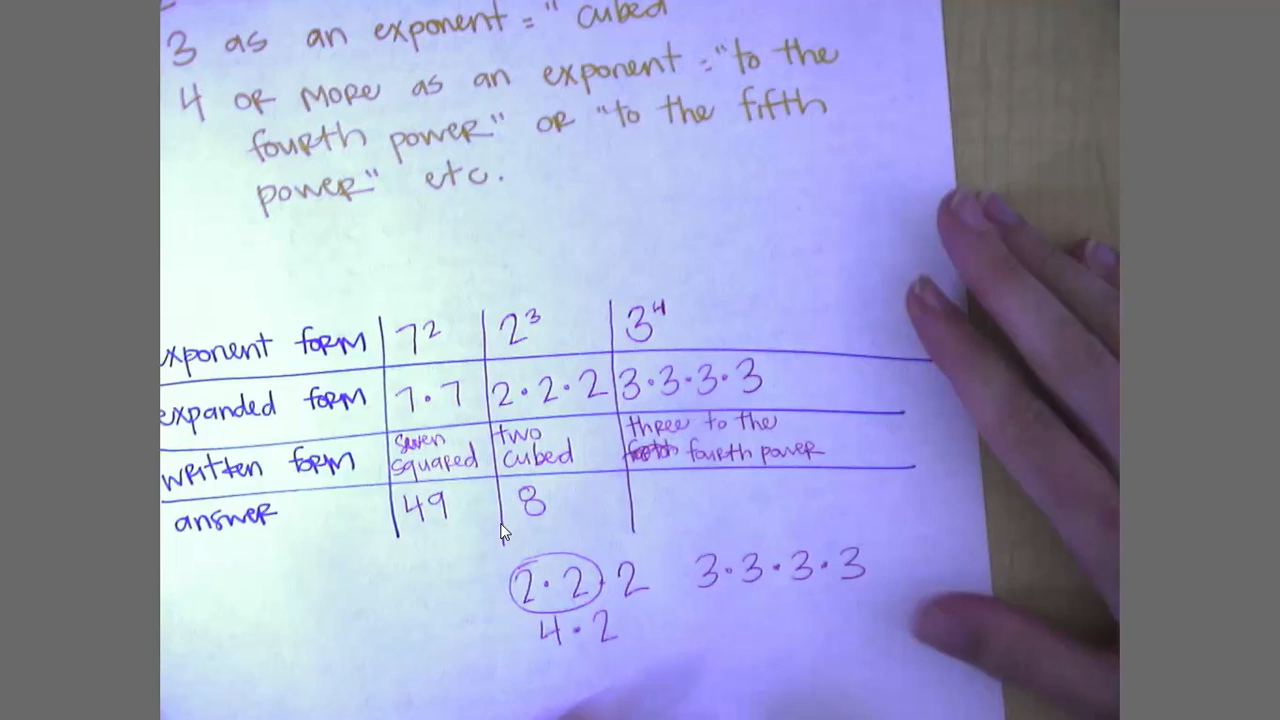 3 as an exponent = "cubed
4 or more as an exponent = "to the
fourth power" or "to the fifth
power" etc.
xponent form 7² 2³ 3⁴
expanded form 7·7 2·2·2 3·3·3·3
written form seven squared two cubed three to the fourth power
answer 49 8
2·2·2 3·3·3·3
4·2